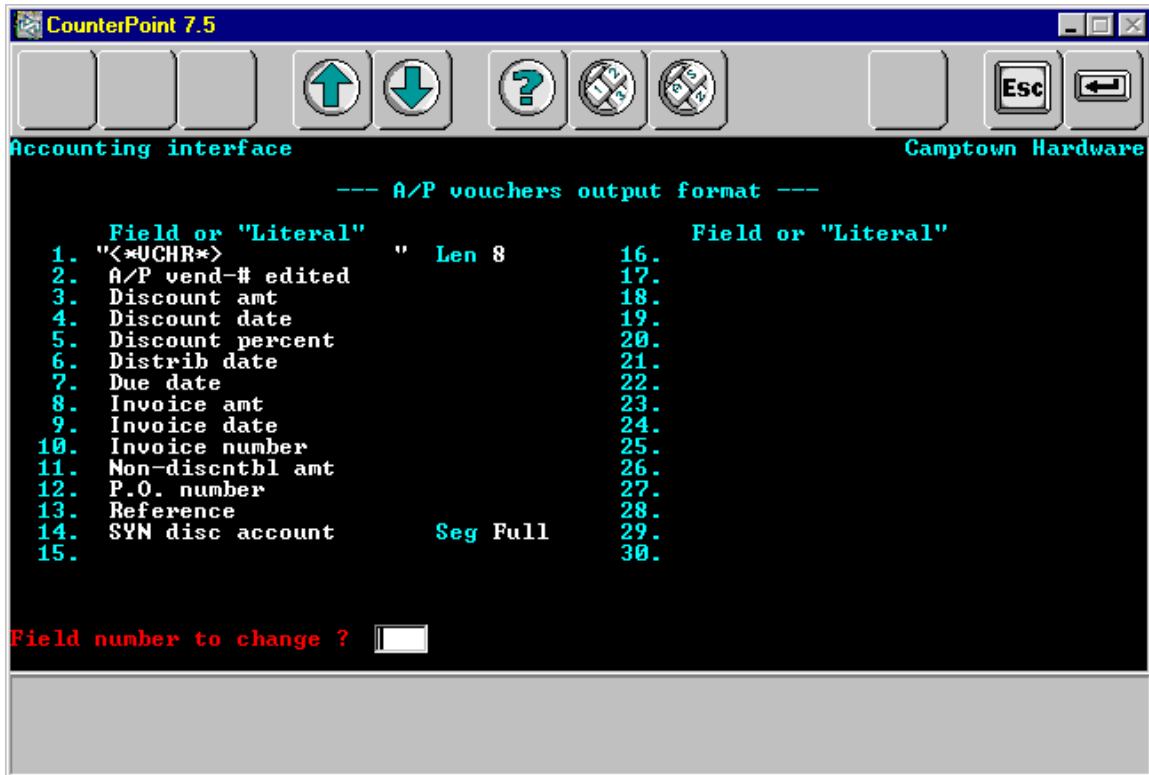 CounterPoint 7.5
Esc
Accounting interface Camptown Hardware
--- A/P vouchers output format ---
Field or "Literal" Field or "Literal"
1. "<*VCHR*> " Len 8 16.
2. A/P vend-# edited 17.
3. Discount amt 18.
4. Discount date 19.
5. Discount percent 20.
6. Distrib date 21.
7. Due date 22.
8. Invoice amt 23.
9. Invoice date 24.
10. Invoice number 25.
11. Non-discntbl amt 26.
12. P.O. number 27.
13. Reference 28.
14. SYN disc account Seg Full 29.
15. 30.
Field number to change ?